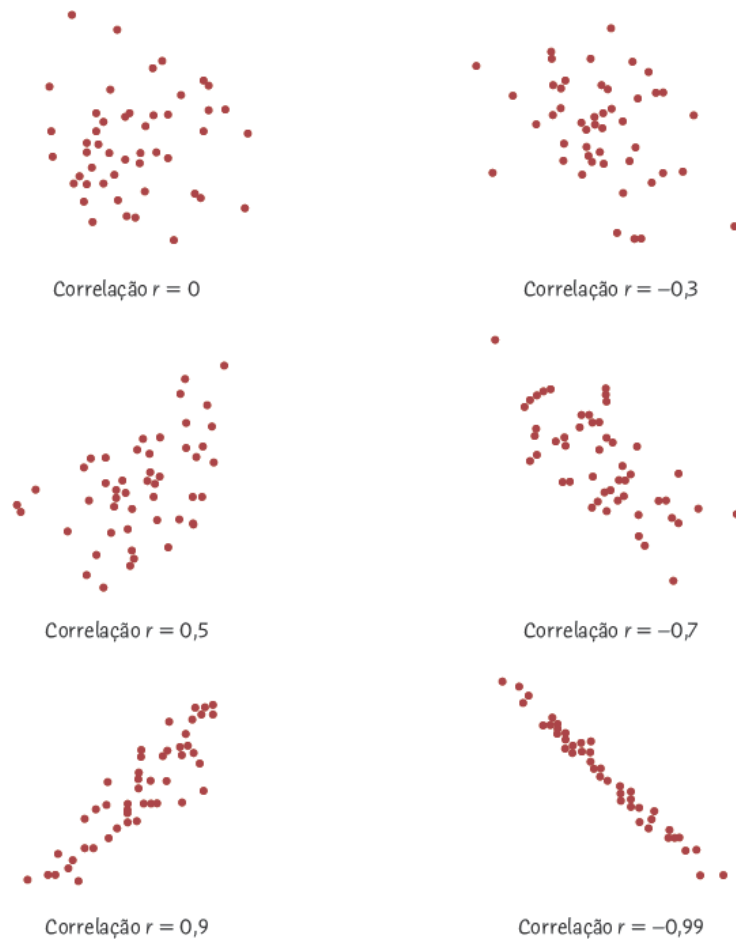 Correlação r = 0
Correlação r = −0,3
Correlação r = 0,5
Correlação r = −0,7
Correlação r = 0,9
Correlação r = −0,99